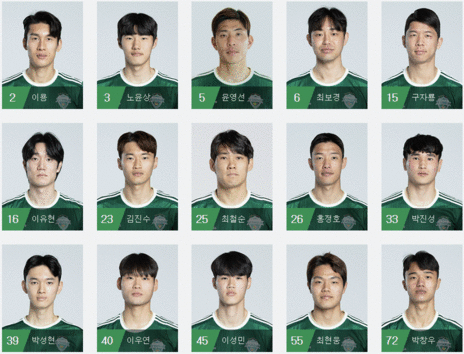 2 이용
3 노윤상
5 윤영선
6 최보경
15 구자룡
16 이유현
23 김진수
25 최철순
26 홍정호
33 박진성
39 박성현
40 이우연
45 이성민
55 최현웅
72 박창우